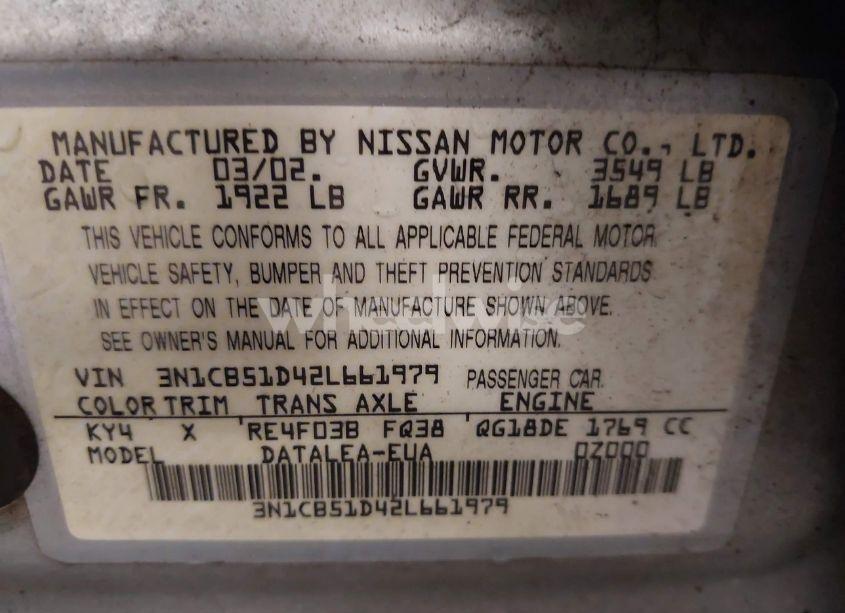 MANUFACTURED BY NISSAN MOTOR CO., LTD.
DATE 03/02. GVWR. 3549 LB
GAWR FR. 1922 LB GAWR RR. 1689 LB
THIS VEHICLE CONFORMS TO ALL APPLICABLE FEDERAL MOTOR
VEHICLE SAFETY, BUMPER AND THEFT PREVENTION STANDARDS
IN EFFECT ON THE DATE OF MANUFACTURE SHOWN ABOVE.
SEE OWNER'S MANUAL FOR ADDITIONAL INFORMATION.
wheelwise
VIN 3N1CB51D42L661979 PASSENGER CAR
COLOR TRIM TRANS AXLE ENGINE
KY4 X RE4F03B FQ38 QG18DE 1769 CC
MODEL DATALEA-EUA 0Z000
3N1CB51D42L661979